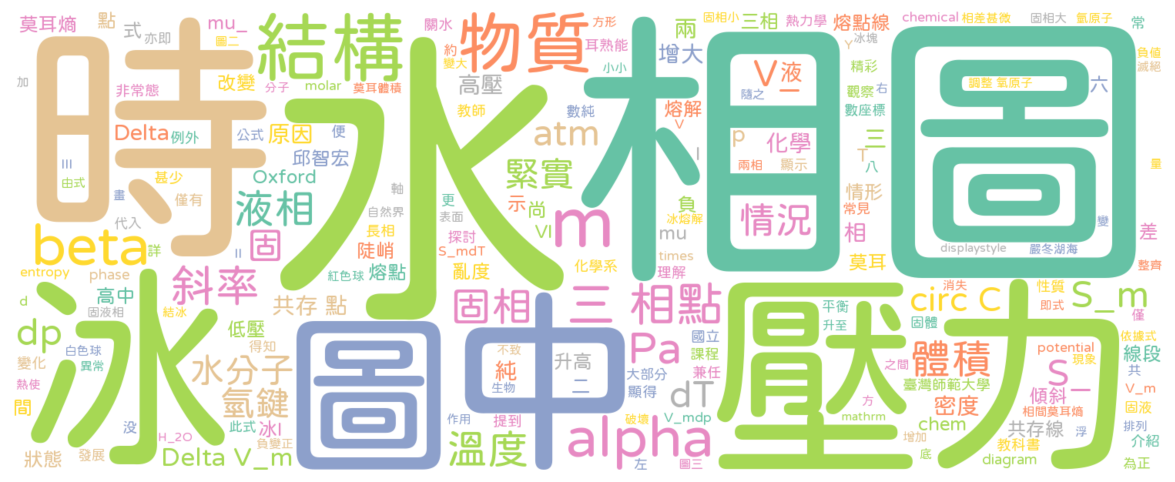 時
水
相圖
冰
圖中
壓力
結構
物質
莫耳熵
點
式
亦即
mu_
圖二
關水
約
變大
方形
耳熟能
小小
固相小
三相
兩
熱力學
熔點線
chemical
相差甚微
固相大
氫原子
常
Y
冰塊
負值
滅絕
加
非常態
改變
分子
molar
莫耳體積
高壓
增大
V_
液
隨之
精彩
觀察
右
調整 氫原子
六
數座標
Delta
例外
公式
原因
便
教師
數純
熔解
V
atm
p
化學
兩相
顯示
三
T
八
量
III
由式
甚少
邱智宏
Oxford
緊實
I
情形
畫
僅有
軸
更
示
尚
負
冰熔解
情況
常見
變
代入
液相
自然界
表面
VI
m
mu
相
displaystyle
嚴冬湖海
差
beta
固
長相
陡峭
探討
S_mdT
times
理解
莫耳
整齊
詳
II
紅色球
熔點
亂度
化學系
entropy
phase
斜率
d
高中
共存 點
固相
三 相點
平衡
circ C
消失
性質
S_m
僅
固液相
結冰
升至
固體
即式
依據式
dp
白色球
異常
低壓
得知
水分子
不致
純
升高
Pa
國立
課程
之間
體積
potential
現象
線段
共
變化
生物
二
大部分
兼任
dT
臺灣師範大學
S_
V_m
熱使
氫鍵
顯得
方
傾斜
固液
間
沒
此式
冰I
作用
提到
破壞
V_mdp
mathrm
密度
相間莫耳熵
排列
浮
H_2O
負變正
溫度
alpha
增加
chem
共存線
教科書
介紹
狀態
發展
Delta V_m
左
圖三
底
diagram
為正